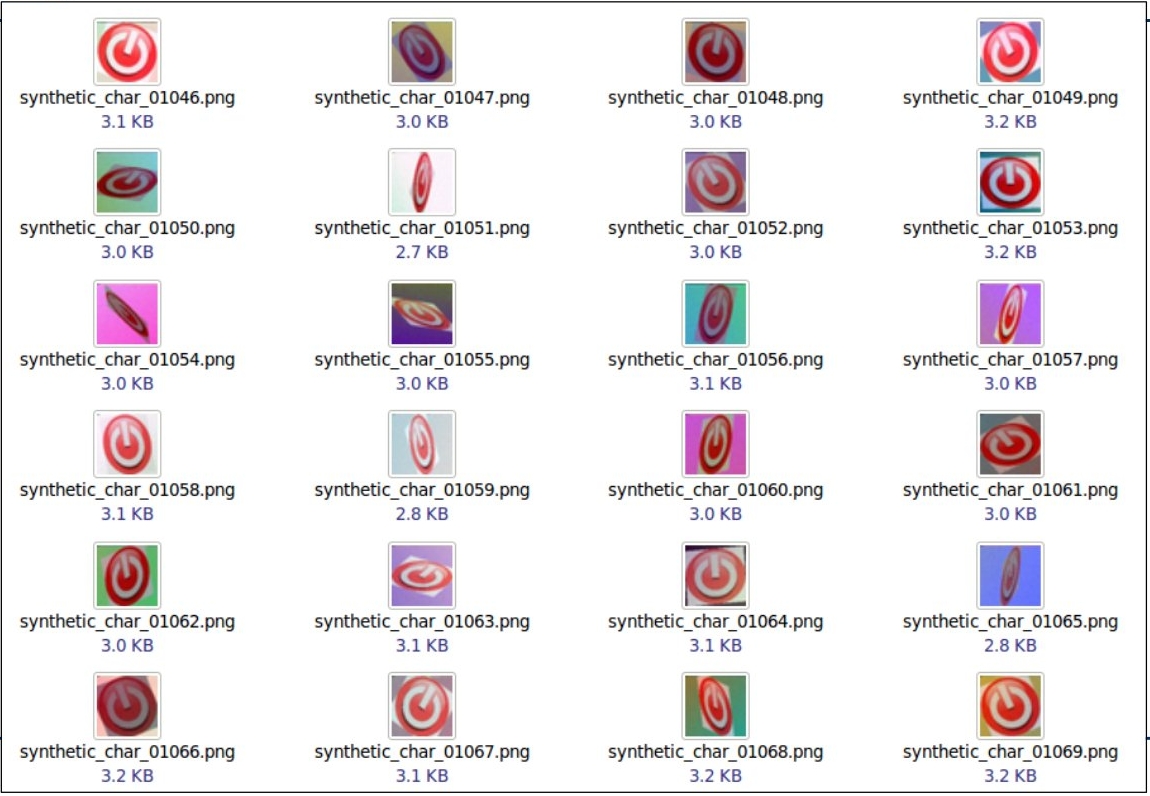 synthetic_char_01046.png synthetic_char_01047.png synthetic_char_01048.png synthetic_char_01049.png
3.1 KB 3.0 KB 3.0 KB 3.2 KB
synthetic_char_01050.png synthetic_char_01051.png synthetic_char_01052.png synthetic_char_01053.png
3.0 KB 2.7 KB 3.0 KB 3.2 KB
synthetic_char_01054.png synthetic_char_01055.png synthetic_char_01056.png synthetic_char_01057.png
3.0 KB 3.0 KB 3.1 KB 3.0 KB
synthetic_char_01058.png synthetic_char_01059.png synthetic_char_01060.png synthetic_char_01061.png
3.1 KB 2.8 KB 3.0 KB 3.0 KB
synthetic_char_01062.png synthetic_char_01063.png synthetic_char_01064.png synthetic_char_01065.png
3.0 KB 3.1 KB 3.1 KB 2.8 KB
synthetic_char_01066.png synthetic_char_01067.png synthetic_char_01068.png synthetic_char_01069.png
3.2 KB 3.1 KB 3.2 KB 3.2 KB